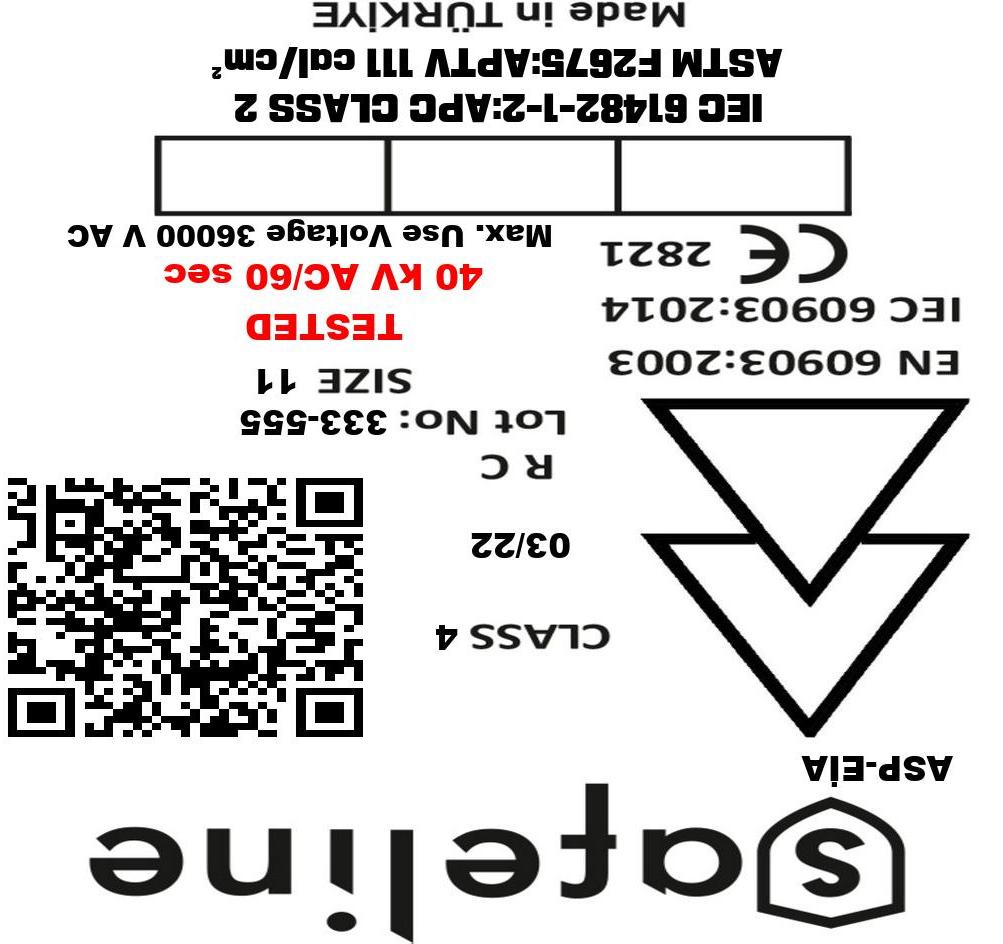 safeline
ASP-EİA
CLASS 4
03/22
R C
Lot No: 333-555
SIZE 11
EN 60903:2003
IEC 60903:2014
CE 2821
TESTED
40 kV AC/60 sec
Max. Use Voltage 36000 V AC
IEC 61482-1-2:APC CLASS 2
ASTM F2675:APTV 111 cal/cm²
Made in TÜRKİYE